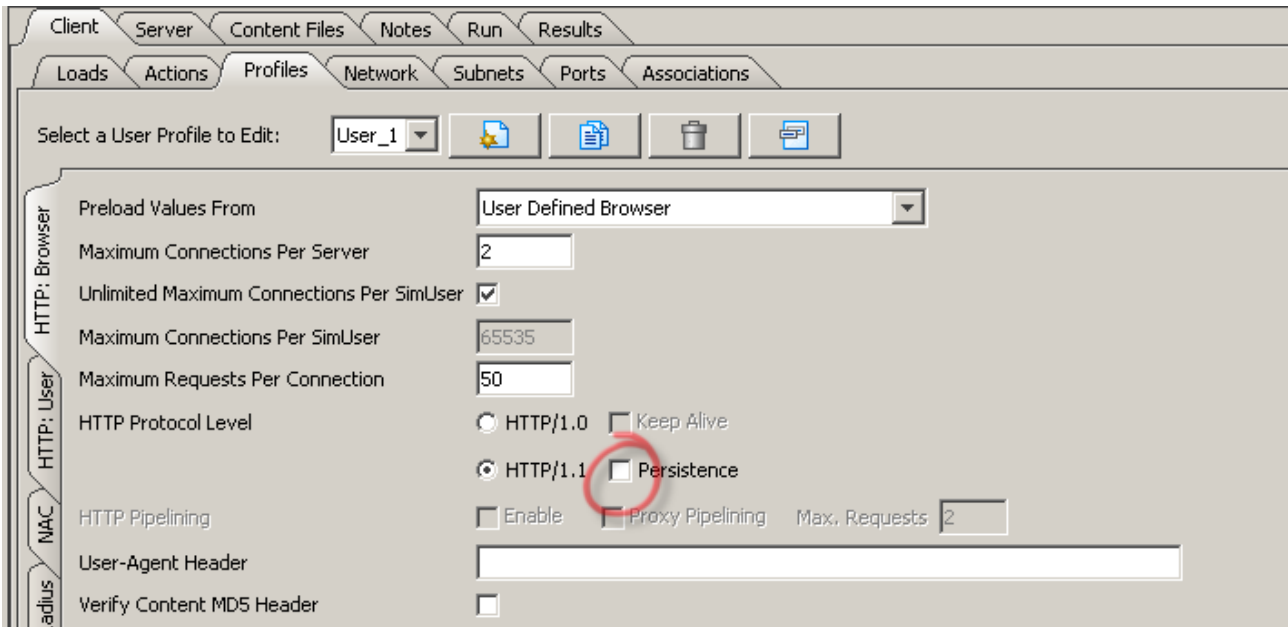 Client Server Content Files Notes Run Results
Loads Actions Profiles Network Subnets Ports Associations
Select a User Profile to Edit: User_1
HTTP: Browser
HTTP: User
NAC
adius
Preload Values From User Defined Browser
Maximum Connections Per Server 2
Unlimited Maximum Connections Per SimUser
Maximum Connections Per SimUser 65535
Maximum Requests Per Connection 50
HTTP Protocol Level HTTP/1.0 Keep Alive
HTTP/1.1 Persistence
HTTP Pipelining Enable Proxy Pipelining Max. Requests 2
User-Agent Header
Verify Content MD5 Header